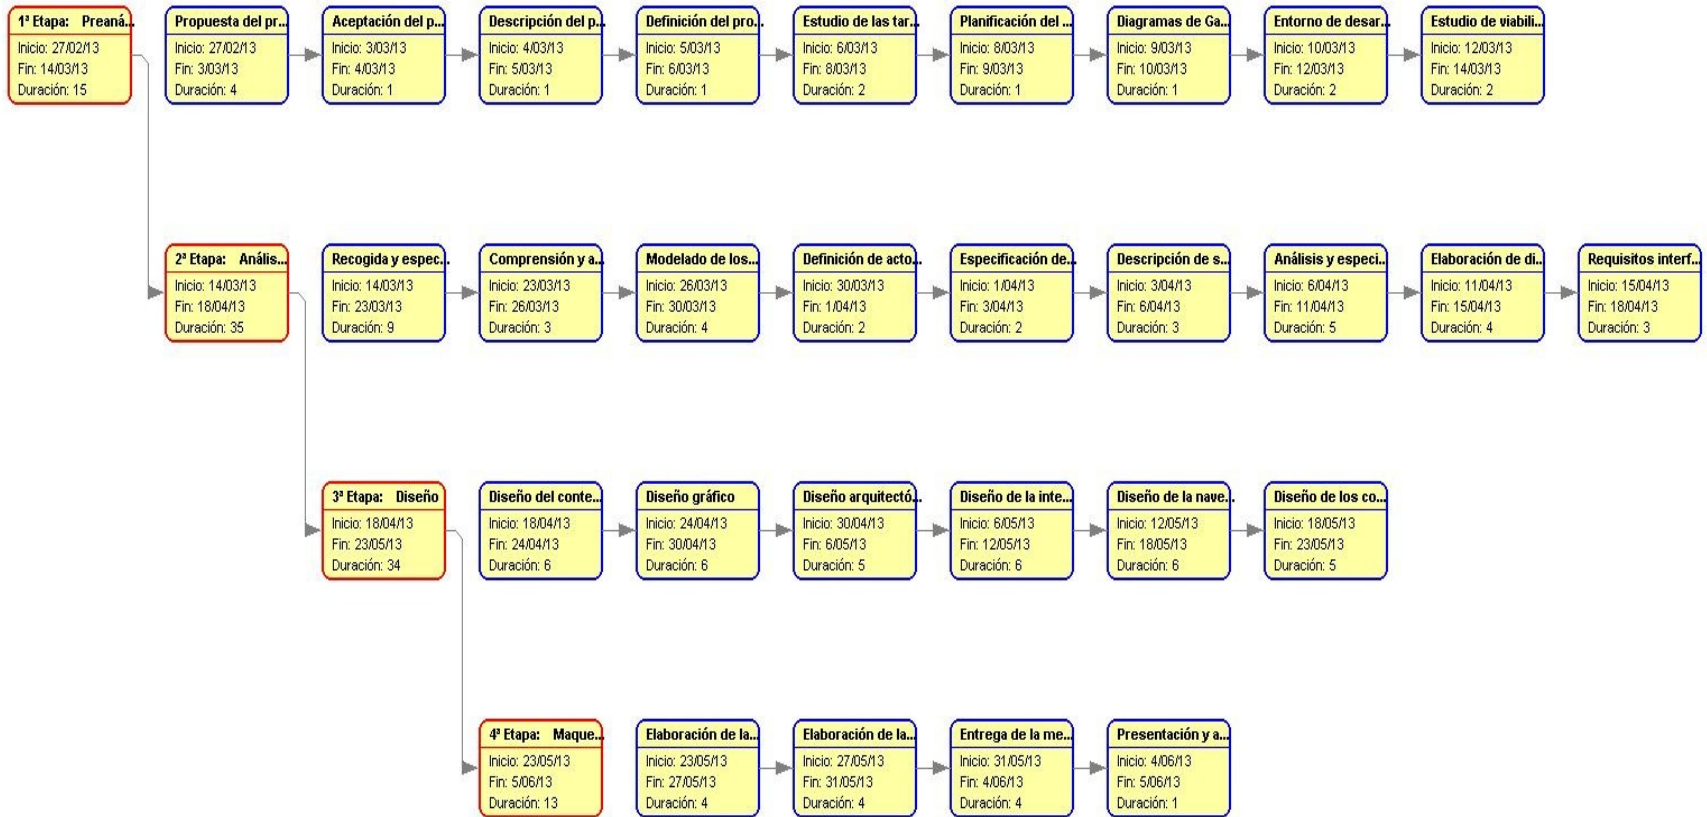 1ª Etapa: Preaná...
Inicio: 27/02/13
Fin: 14/03/13
Duración: 15
Propuesta del pr...
Inicio: 27/02/13
Fin: 3/03/13
Duración: 4
Aceptación del p...
Inicio: 3/03/13
Fin: 4/03/13
Duración: 1
Descripción del p...
Inicio: 4/03/13
Fin: 5/03/13
Duración: 1
Definición del pro...
Inicio: 5/03/13
Fin: 6/03/13
Duración: 1
Estudio de las tar...
Inicio: 6/03/13
Fin: 8/03/13
Duración: 2
Planificación del ...
Inicio: 8/03/13
Fin: 9/03/13
Duración: 1
Diagramas de Ga...
Inicio: 9/03/13
Fin: 10/03/13
Duración: 1
Entorno de desar...
Inicio: 10/03/13
Fin: 12/03/13
Duración: 2
Estudio de viabili...
Inicio: 12/03/13
Fin: 14/03/13
Duración: 2
2ª Etapa: Anális...
Inicio: 14/03/13
Fin: 18/04/13
Duración: 35
Recogida y espec...
Inicio: 14/03/13
Fin: 23/03/13
Duración: 9
Comprensión y a...
Inicio: 23/03/13
Fin: 26/03/13
Duración: 3
Modelado de los...
Inicio: 26/03/13
Fin: 30/03/13
Duración: 4
Definición de acto...
Inicio: 30/03/13
Fin: 1/04/13
Duración: 2
Especificación de...
Inicio: 1/04/13
Fin: 3/04/13
Duración: 2
Descripción de s...
Inicio: 3/04/13
Fin: 6/04/13
Duración: 3
Análisis y especi...
Inicio: 6/04/13
Fin: 11/04/13
Duración: 5
Elaboración de di...
Inicio: 11/04/13
Fin: 15/04/13
Duración: 4
Requisitos interf...
Inicio: 15/04/13
Fin: 18/04/13
Duración: 3
3ª Etapa: Diseño
Inicio: 18/04/13
Fin: 23/05/13
Duración: 34
Diseño del conte...
Inicio: 18/04/13
Fin: 24/04/13
Duración: 6
Diseño gráfico
Inicio: 24/04/13
Fin: 30/04/13
Duración: 6
Diseño arquitectó...
Inicio: 30/04/13
Fin: 6/05/13
Duración: 5
Diseño de la inte...
Inicio: 6/05/13
Fin: 12/05/13
Duración: 6
Diseño de la nave...
Inicio: 12/05/13
Fin: 18/05/13
Duración: 6
Diseño de los co...
Inicio: 18/05/13
Fin: 23/05/13
Duración: 5
4ª Etapa: Maque...
Inicio: 23/05/13
Fin: 5/06/13
Duración: 13
Elaboración de la...
Inicio: 23/05/13
Fin: 27/05/13
Duración: 4
Elaboración de la...
Inicio: 27/05/13
Fin: 31/05/13
Duración: 4
Entrega de la me...
Inicio: 31/05/13
Fin: 4/06/13
Duración: 4
Presentación y a...
Inicio: 4/06/13
Fin: 5/06/13
Duración: 1